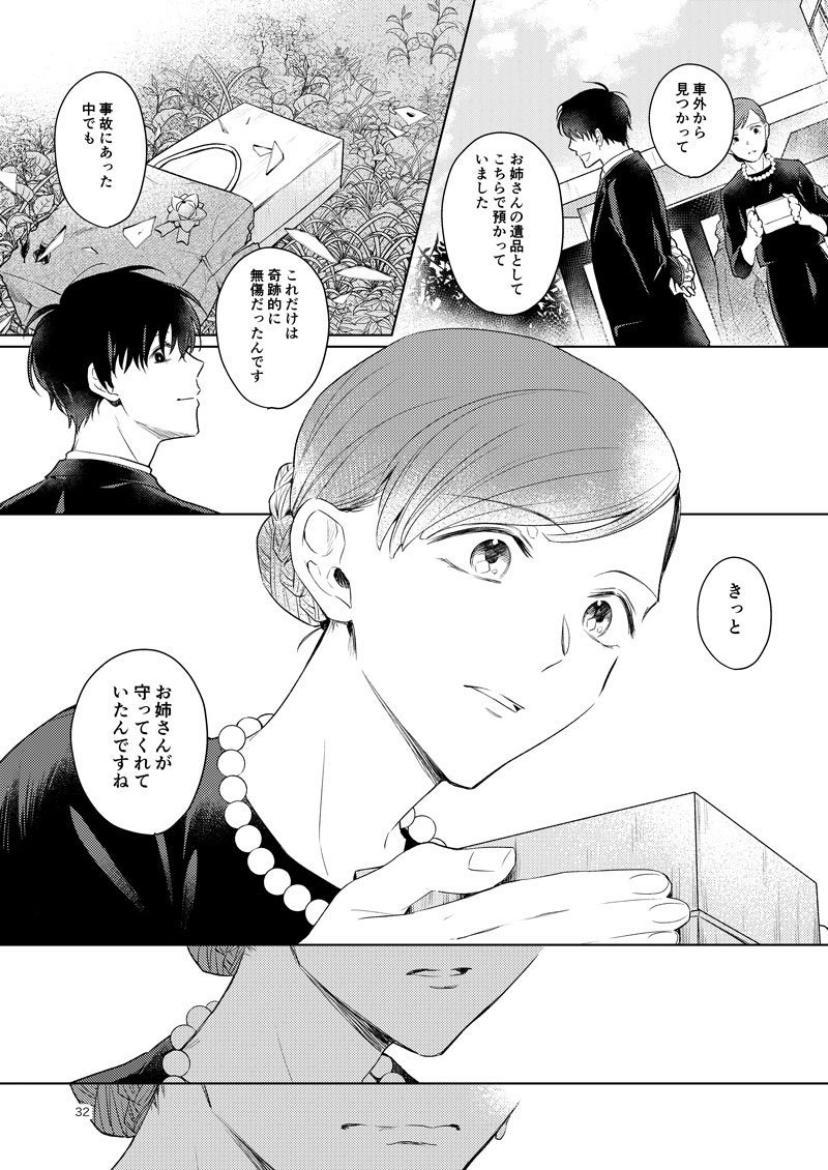 車外から
見つかって
お姉さんの遺品として
こちらで預かって
いました
事故にあった
中でも
これだけは
奇跡的に
無傷だったんです
きっと
お姉さんが
守ってくれて
いたんですね
32